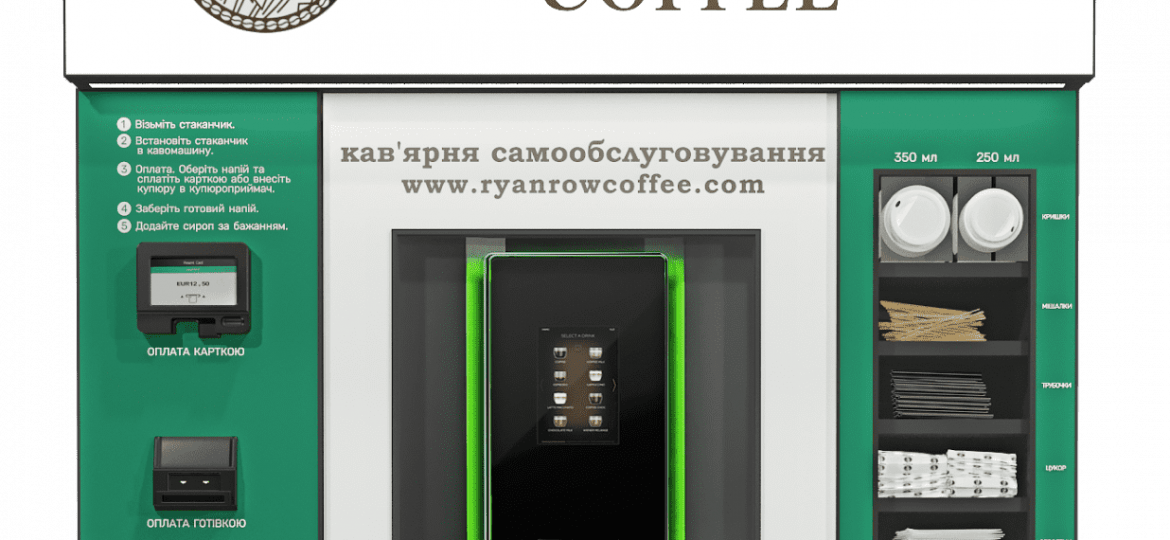 COFFEE
1 Візьміть стаканчик.
2 Встановіть стаканчик
в кавомашину.
3 Оплата. Оберіть напій та
сплатіть карткою або внесіть
купюру в купюроприймач.
4 Заберіть готовий напій.
5 Додайте сироп за бажанням.
EUR12,50
ОПЛАТА КАРТКОЮ
ОПЛАТА ГОТІВКОЮ
кав'ярня самообслуговування
www.ryanrowcoffee.com
SELECT A DRINK
350 мл 250 мл
КРИШКИ
МІШАЛКИ
ТРУБОЧКИ
ЦУКОР